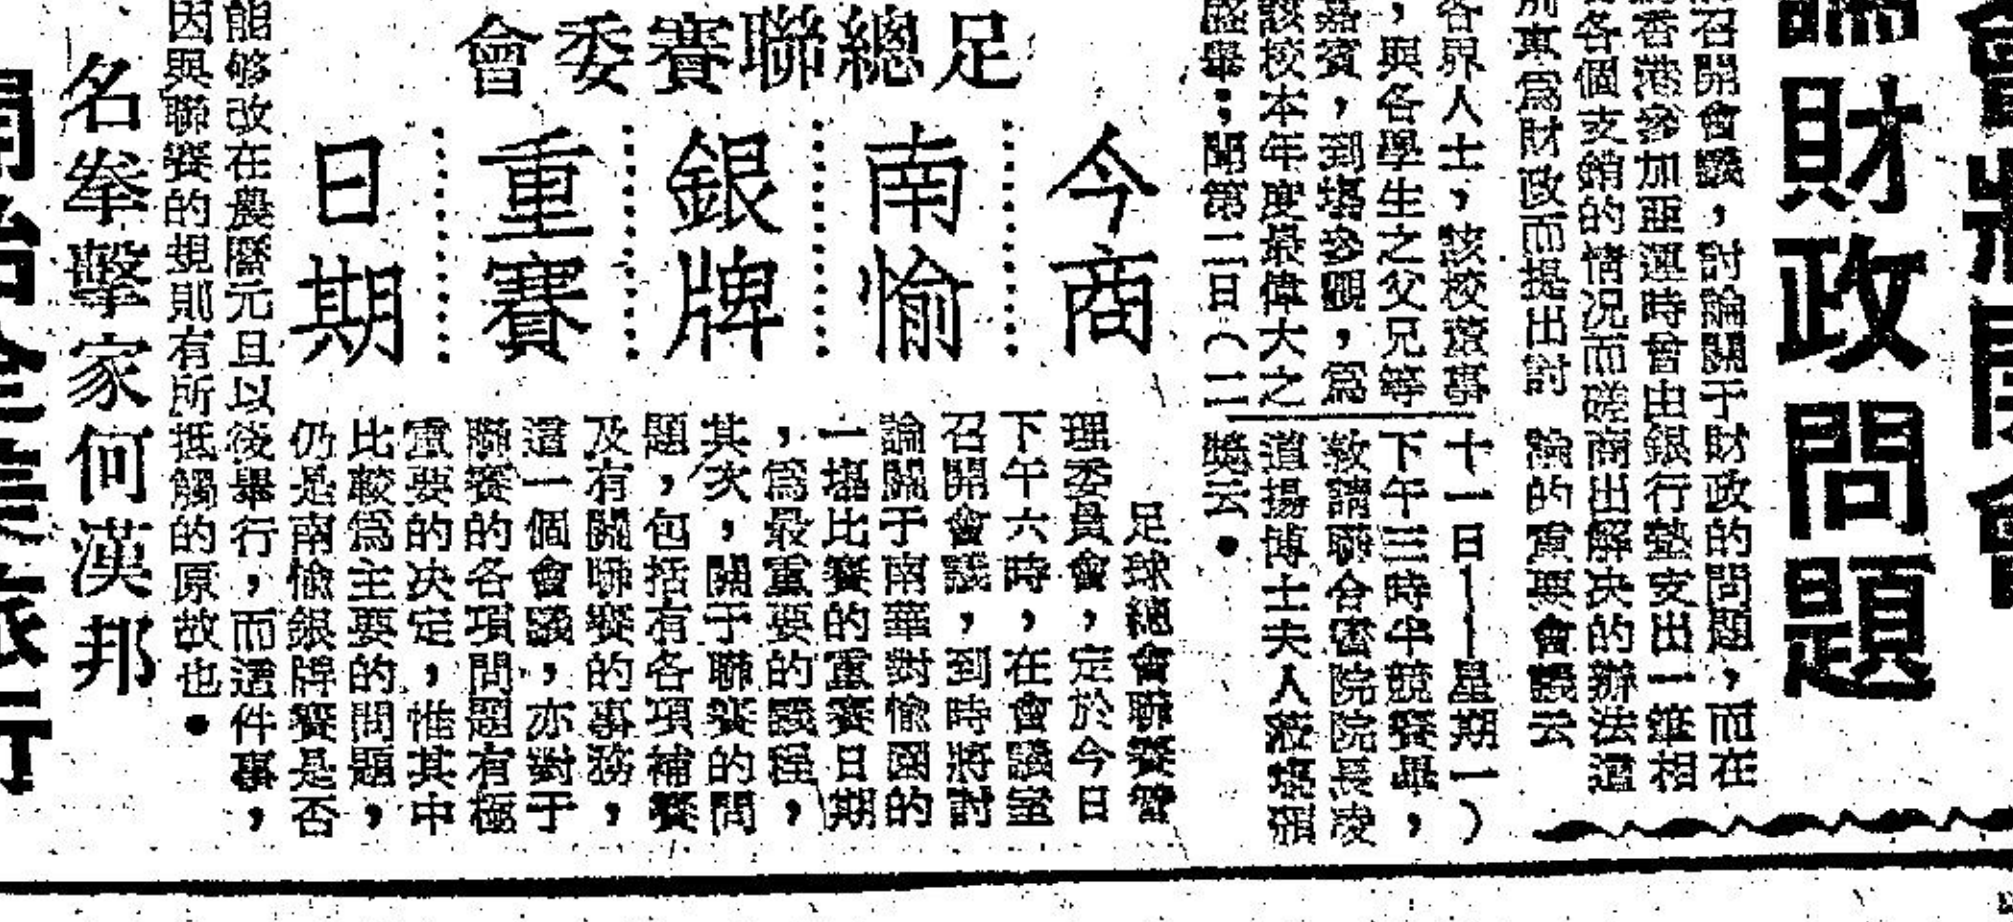 會將開會
論財政問題
召開會議，討論關于財政的問題，而在
香港參加亞運時曾由銀行墊支出一筆相
各個支銷的情况而磋商出解决的辦法這
專爲財政而提出討論的重要會議云
各界人士，該校事
，與各學生之父兄等
嘉賓，到塲參觀，爲
該校本年度最偉大之
盛舉；聞第二日（二
十一日——星期一）
下午三時半競賽畢，
敦請聯合書院院長凌
道揚博士夫人蒞塲頒
獎云●
足總聯賽委會
今商
南愉
銀牌
重賽
日期
足球總會聯賽管
理委員會，定於今日
下午六時，在會議室
召開會議，到時將討
論關于南華對愉園的
一塲比賽的重賽日期
，爲最重要的議程，
其次，關于聯賽的問
題，包括有各項補賽
及有關聯賽的事務，
這一個會議，亦對于
聯賽的各項問題有極
重要的决定，惟其中
比較爲主要的問題，
仍是南愉銀牌賽是否
能够改在農曆元旦以後舉行，而這件事，
因與聯賽的規則有所抵觸的原故也●
名拳擊家何漢邦